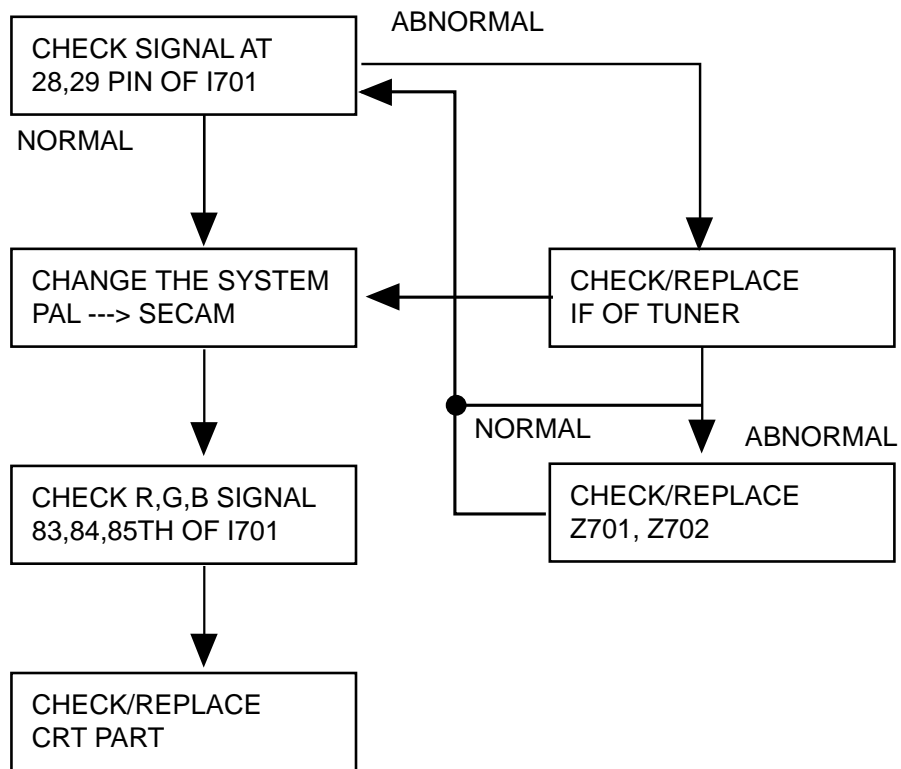 ABNORMAL
CHECK SIGNAL AT
28,29 PIN OF I701
NORMAL
CHANGE THE SYSTEM
PAL ---> SECAM
CHECK/REPLACE
IF OF TUNER
NORMAL
ABNORMAL
CHECK R,G,B SIGNAL
83,84,85TH OF I701
CHECK/REPLACE
Z701, Z702
CHECK/REPLACE
CRT PART